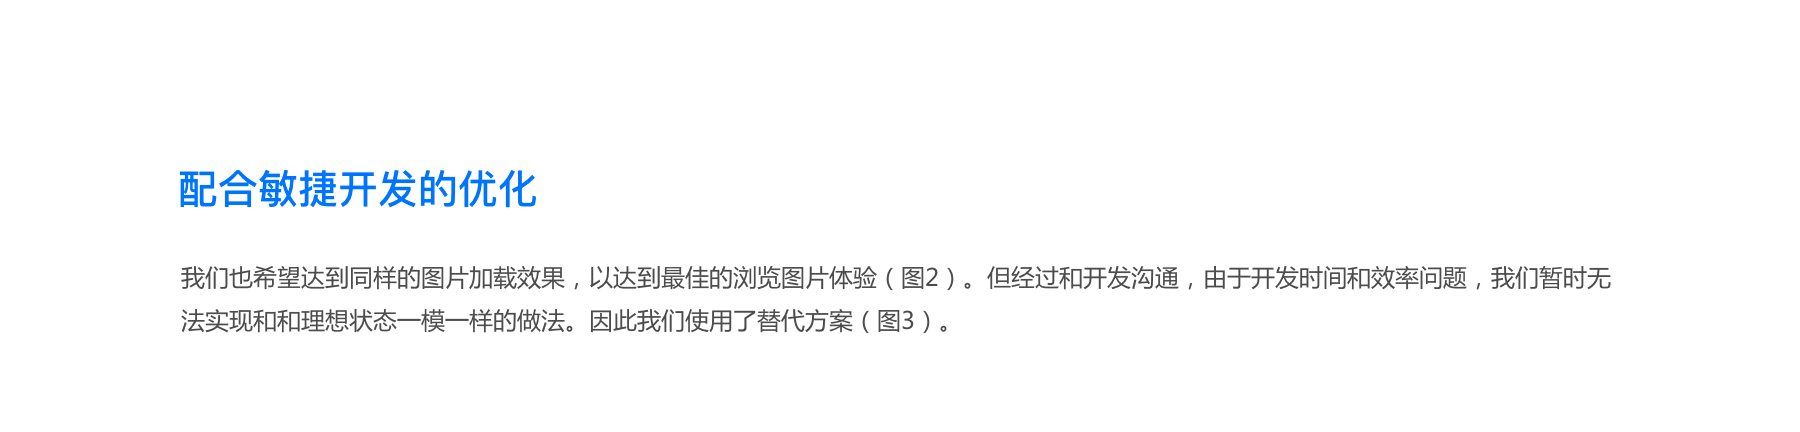 配合敏捷开发的优化
我们也希望达到同样的图片加载效果，以达到最佳的浏览图片体验（图2）。但经过和开发沟通，由于开发时间和效率问题，我们暂时无
法实现和和理想状态一模一样的做法。因此我们使用了替代方案（图3）。